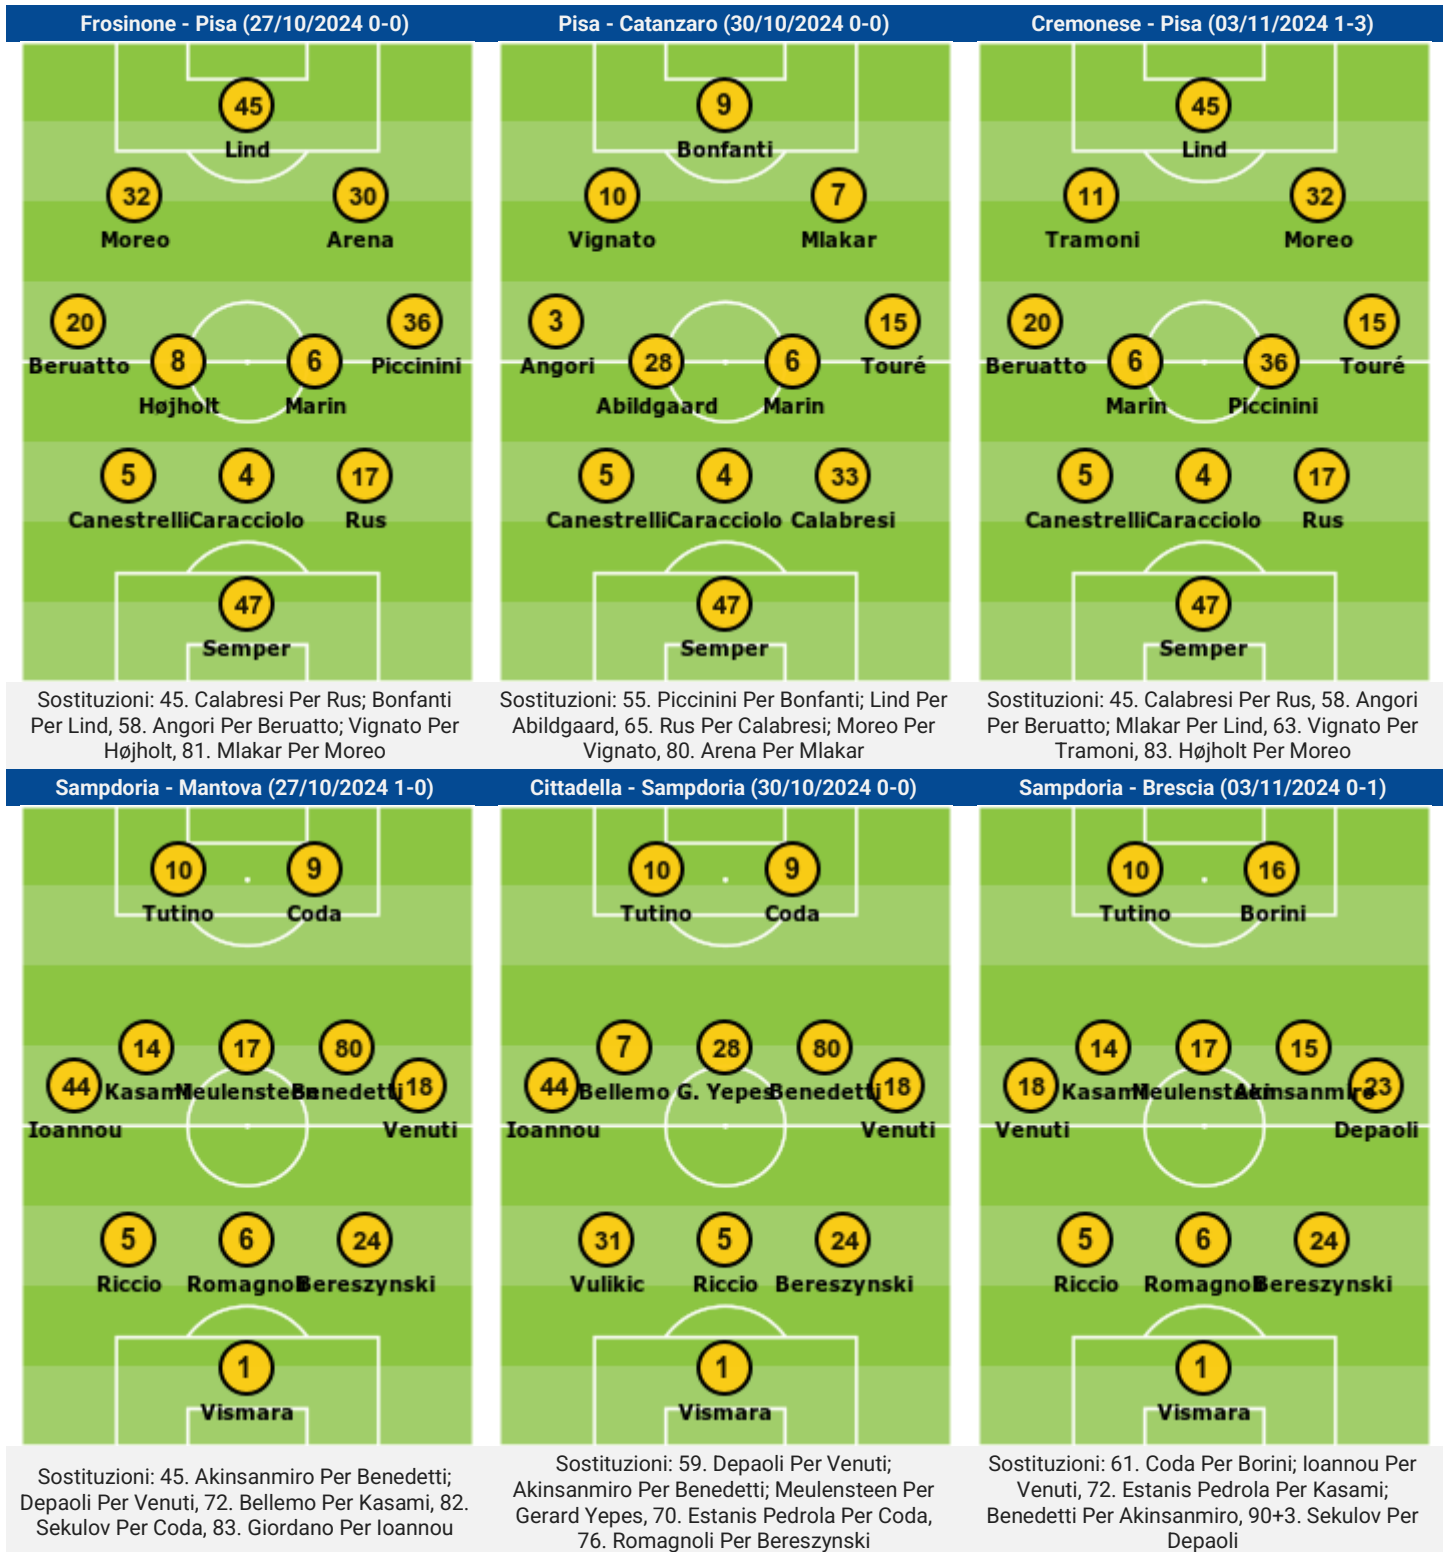 Frosinone - Pisa (27/10/2024 0-0)
45
Lind
32
30
Moreo
Arena
20
36
8
6
Beruatto
Piccinini
Højholt
Marin
5
4
17
Canestrelli
Caracciolo
Rus
47
Semper
Sostituzioni: 45. Calabresi Per Rus; Bonfanti
Per Lind, 58. Angori Per Beruatto; Vignato Per
Højholt, 81. Mlakar Per Moreo
Pisa - Catanzaro (30/10/2024 0-0)
9
Bonfanti
10
7
Vignato
Mlakar
3
15
28
6
Angori
Touré
Abildgaard
Marin
5
4
33
Canestrelli
Caracciolo
Calabresi
47
Semper
Sostituzioni: 55. Piccinini Per Bonfanti; Lind Per
Abildgaard, 65. Rus Per Calabresi; Moreo Per
Vignato, 80. Arena Per Mlakar
Cremonese - Pisa (03/11/2024 1-3)
45
Lind
11
32
Tramoni
Moreo
20
15
6
36
Beruatto
Touré
Marin
Piccinini
5
4
17
Canestrelli
Caracciolo
Rus
47
Semper
Sostituzioni: 45. Calabresi Per Rus, 58. Angori
Per Beruatto; Mlakar Per Lind, 63. Vignato Per
Tramoni, 83. Højholt Per Moreo
Sampdoria - Mantova (27/10/2024 1-0)
10
9
Tutino
Coda
14
17
80
44
18
Kasami
Meulensteen
Benedetti
Ioannou
Venuti
5
6
24
Riccio
Romagnoli
Bereszynski
1
Vismara
Sostituzioni: 45. Akinsanmiro Per Benedetti;
Depaoli Per Venuti, 72. Bellemo Per Kasami, 82.
Sekulov Per Coda, 83. Giordano Per Ioannou
Cittadella - Sampdoria (30/10/2024 0-0)
10
9
Tutino
Coda
7
28
80
44
18
Bellemo
G. Yepes
Benedetti
Ioannou
Venuti
31
5
24
Vulikic
Riccio
Bereszynski
1
Vismara
Sostituzioni: 59. Depaoli Per Venuti;
Akinsanmiro Per Benedetti; Meulensteen Per
Gerard Yepes, 70. Estanis Pedrola Per Coda,
76. Romagnoli Per Bereszynski
Sampdoria - Brescia (03/11/2024 0-1)
10
16
Tutino
Borini
14
17
15
18
23
Kasami
Meulensteen
Akinsanmiro
Venuti
Depaoli
5
6
24
Riccio
Romagnoli
Bereszynski
1
Vismara
Sostituzioni: 61. Coda Per Borini; Ioannou Per
Venuti, 72. Estanis Pedrola Per Kasami;
Benedetti Per Akinsanmiro, 90+3. Sekulov Per
Depaoli